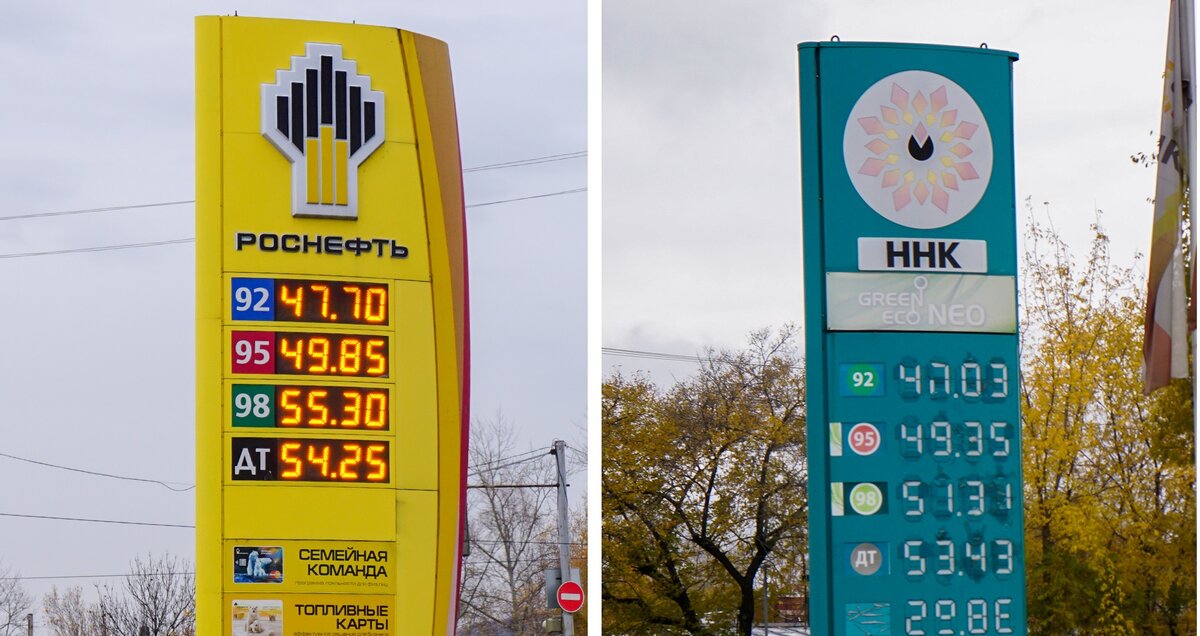 РОСНЕФТЬ
92 47.70
95 49.85
98 55.30
ДТ 54.25
СЕМЕЙНАЯ
КОМАНДА
ТОПЛИВНЫЕ
КАРТЫ
ННК
GREEN
ECO NEO
92 47.03
95 49.35
98 51.31
ДТ 53.43